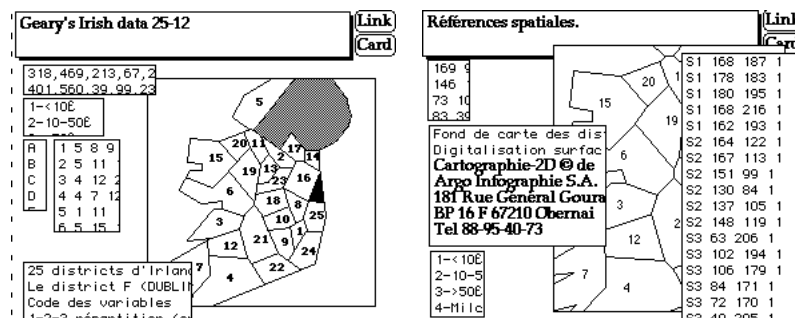 Geary's Irish data 25-12
Link
Card
318,469,213,67,2
401,560,39,99,23
1-<10£
2-10-50£
A
B
C
D
1 5 8 9
2 5 11
3 4 12 2
4 4 7 12
5 1 11
6 5 15
5
20
11
2
17
14
15
19
13
23
16
6
18
8
3
10
25
12
21
9
1
24
7
4
22
25 districts d'Irlan
Le district F (DUBLI
Code des variables
Références spatiales.
Link
Card
169 9
146
73 10
83 39
Fond de carte des dis
Digitalisation surfac
Cartographie-2D © de
Argo Infographie S.A.
181 Rue Général Goura
BP 16 F 67210 Obernai
Tel 88-95-40-73
1-<10£
2-10-5
3->50£
4-Milc
20
15
19
6
3
12
7
4
S1 168 187 1
S1 178 183 1
S1 180 195 1
S1 168 216 1
S1 162 193 1
S2 164 122 1
S2 167 113 1
S2 151 99 1
S2 130 84 1
S2 137 105 1
S2 148 119 1
S3 63 206 1
S3 102 194 1
S3 106 179 1
S3 84 171 1
S3 72 170 1